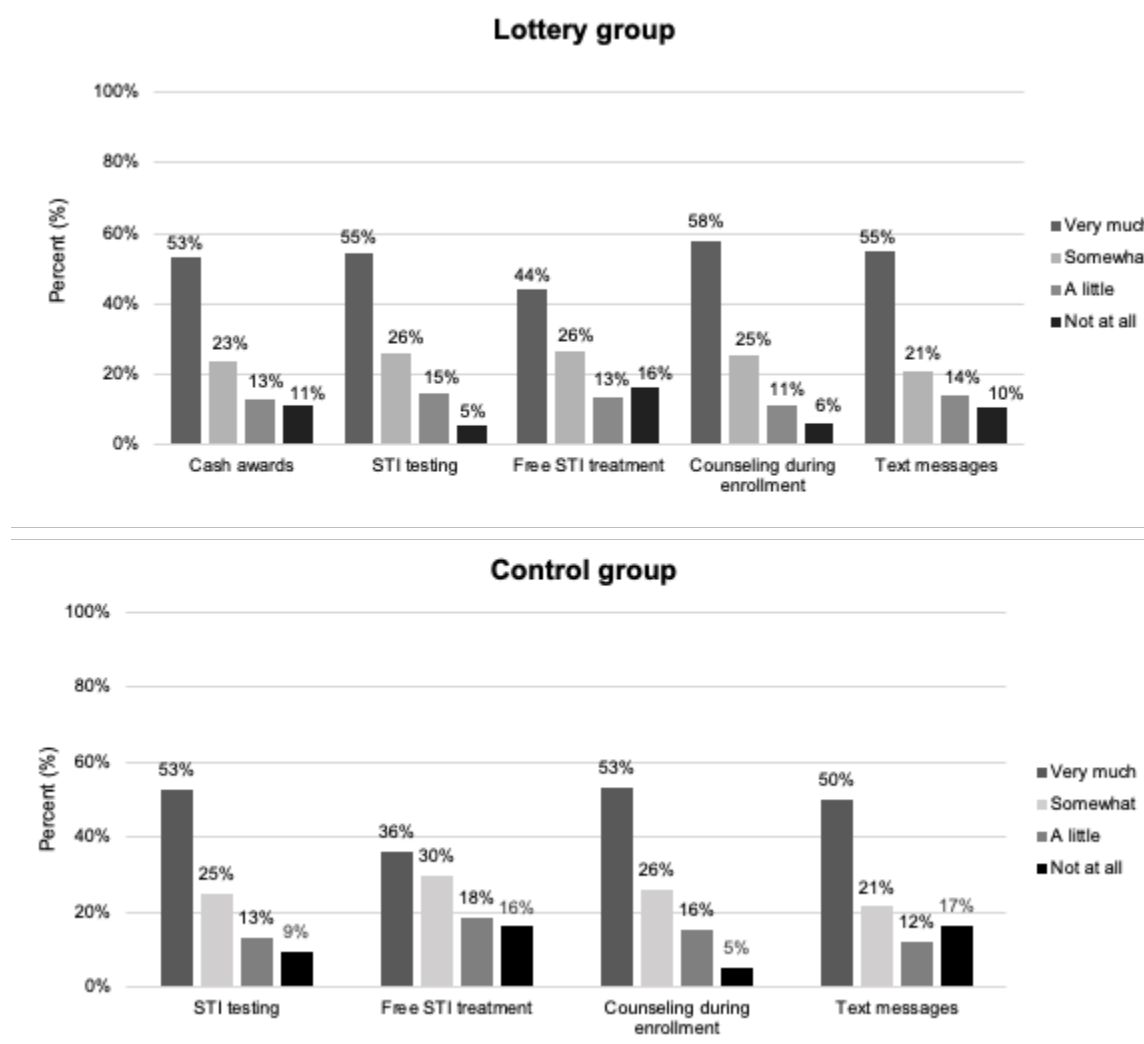 Lottery group
100%
80%
60%
40%
20%
0%
Percent (%)
53%
23%
13%
11%
55%
26%
15%
5%
44%
26%
13%
16%
58%
25%
11%
6%
55%
21%
14%
10%
Cash awards
STI testing
Free STI treatment
Counseling during
enrollment
Text messages
Very muc
Somewha
A little
Not at all
Control group
100%
80%
60%
40%
20%
0%
Percent (%)
53%
25%
13%
9%
36%
30%
18%
16%
53%
26%
16%
5%
50%
21%
12%
17%
STI testing
Free STI treatment
Counseling during
enrollment
Text messages
Very much
Somewhat
A little
Not at all